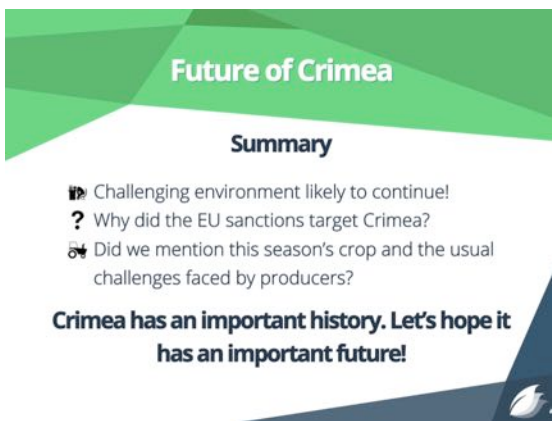 Future of Crimea
Summary
Challenging environment likely to continue!
? Why did the EU sanctions target Crimea?
Did we mention this season's crop and the usual
challenges faced by producers?
Crimea has an important history. Let's hope it
has an important future!